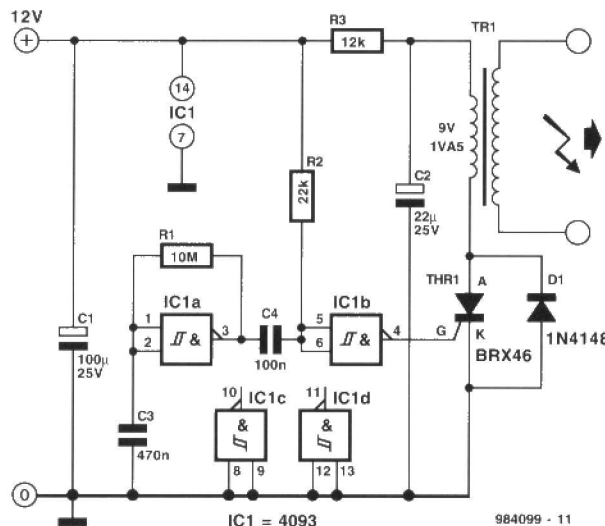 12V
+
R3
12k
TR1
14
IC1
7
9V
1VA5
R2
22k
C2
22µ
25V
R1
10M
THR1
A
D1
IC1a
C4
IC1b
C1
100µ
25V
1
2
&
3
100n
5
6
&
4
G
K
BRX46
1N4148
C3
470n
10
IC1c
11
IC1d
&
&
8
9
12
13
0
IC1 = 4093
984099 - 11